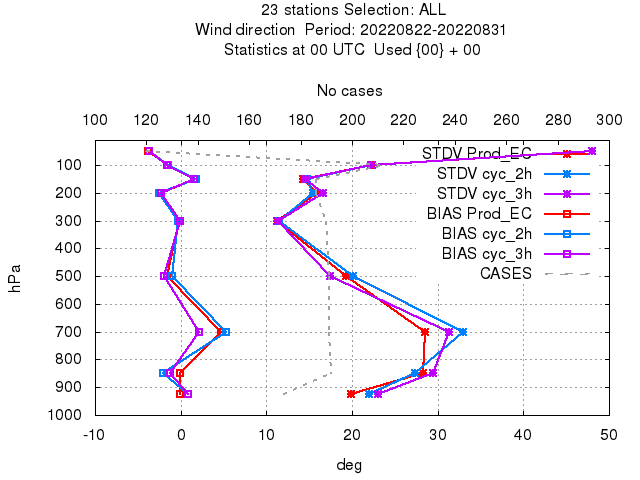 23 stations Selection: ALL
Wind direction  Period: 20220822-20220831
Statistics at 00 UTC  Used {00} + 00
No cases
100 120 140 160 180 200 220 240 260 280 300
STDV Prod_EC
STDV cyc_2h
STDV cyc_3h
BIAS Prod_EC
BIAS cyc_2h
BIAS cyc_3h
CASES
hPa
100
200
300
400
500
600
700
800
900
1000
-10 0 10 20 30 40 50
deg